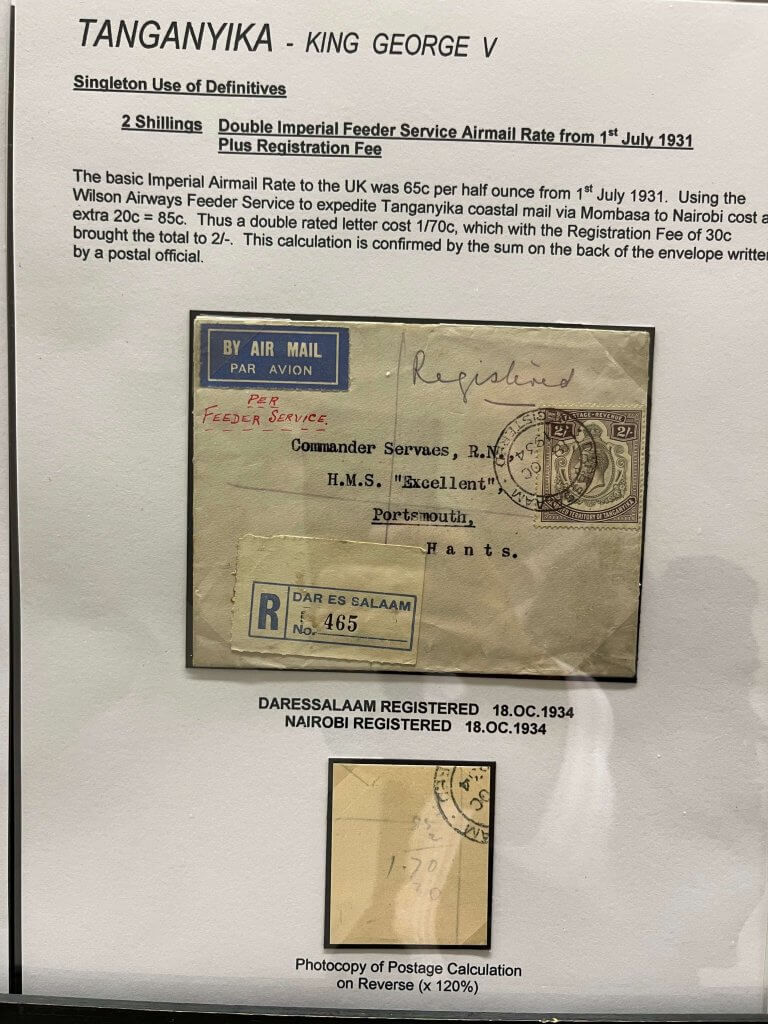 TANGANYIKA - KING GEORGE V
Singleton Use of Definitives
2 Shillings Double Imperial Feeder Service Airmail Rate from 1st July 1931
Plus Registration Fee
The basic Imperial Airmail Rate to the UK was 65c per half ounce from 1st July 1931. Using the
Wilson Airways Feeder Service to expedite Tanganyika coastal mail via Mombasa to Nairobi cost a
extra 20c = 85c. Thus a double rated letter cost 1/70c, which with the Registration Fee of 30c
brought the total to 2/-. This calculation is confirmed by the sum on the back of the envelope writte
by a postal official.
BY AIR MAIL
PAR AVION
Registered
PER
FEEDER SERVICE.
POSTAGE-REVENUE
2/- 2/-
TERRITORY OF TANGANYIKA
Commander Servaes, R.N.
H.M.S. "Excellent",
Portsmouth,
Hants.
R DAR ES SALAAM
No. 465
DARESSALAAM REGISTERED 18.OC.1934
NAIROBI REGISTERED 18.OC.1934
OC
AM
1.70
Photocopy of Postage Calculation
on Reverse (x 120%)